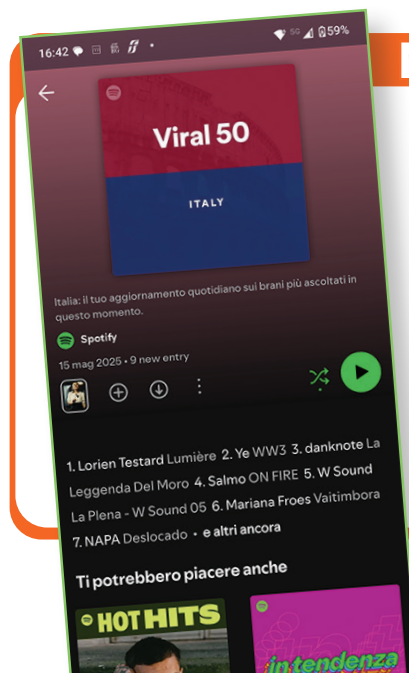 16:42
5G 59%
Viral 50
ITALY
Italia: il tuo aggiornamento quotidiano sui brani più ascoltati in
questo momento.
Spotify
15 mag 2025 • 9 new entry
1. Lorien Testard Lumière 2. Ye WW3 3. danknote La
Leggenda Del Moro 4. Salmo ON FIRE 5. W Sound
La Plena - W Sound 05 6. Mariana Froes Vaitimbora
7. NAPA Deslocado • e altri ancora
Ti potrebbero piacere anche
HOT HITS
in tendenza